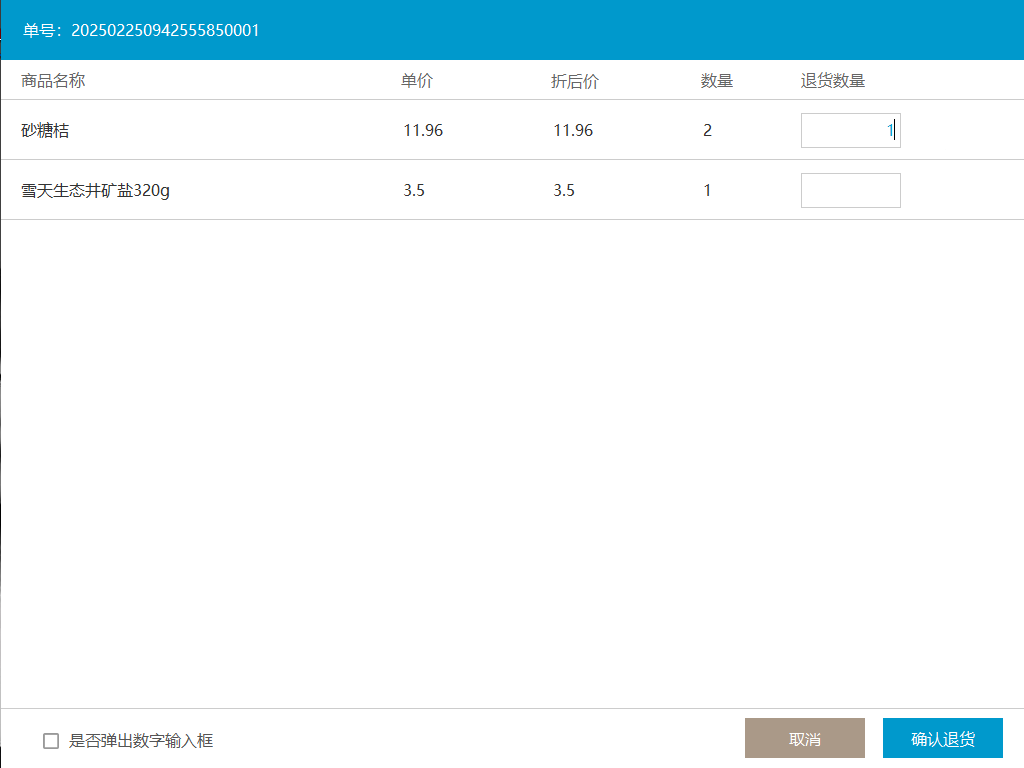 单号：202502250942555850001
商品名称 单价 折后价 数量 退货数量
砂糖桔 11.96 11.96 2 1
雪天生态井矿盐320g 3.5 3.5 1
是否弹出数字输入框 取消 确认退货